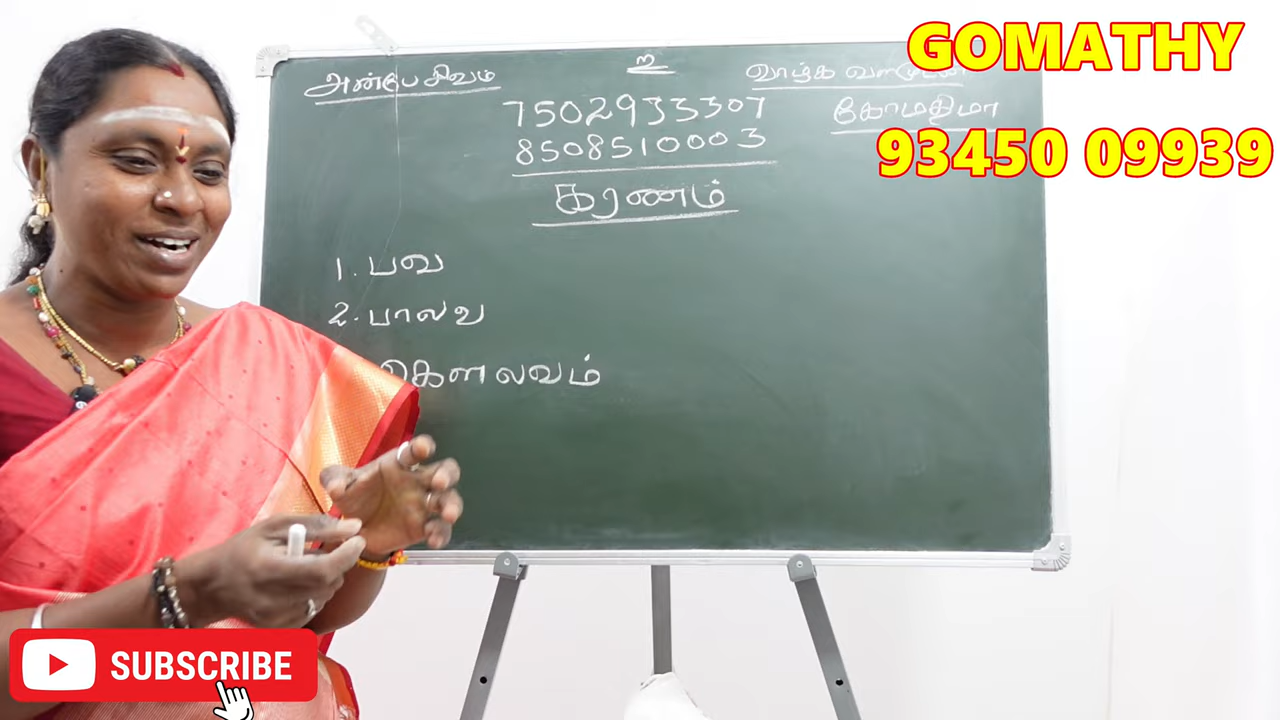 GOMATHY
93450 09939
உ
அன்பே சிவம்
வாழ்க வளமுடன்
கோமதிமா
7502933307
8508510003
கரணம்
1. பவ
2. பாலவ
கௌலவம்
SUBSCRIBE